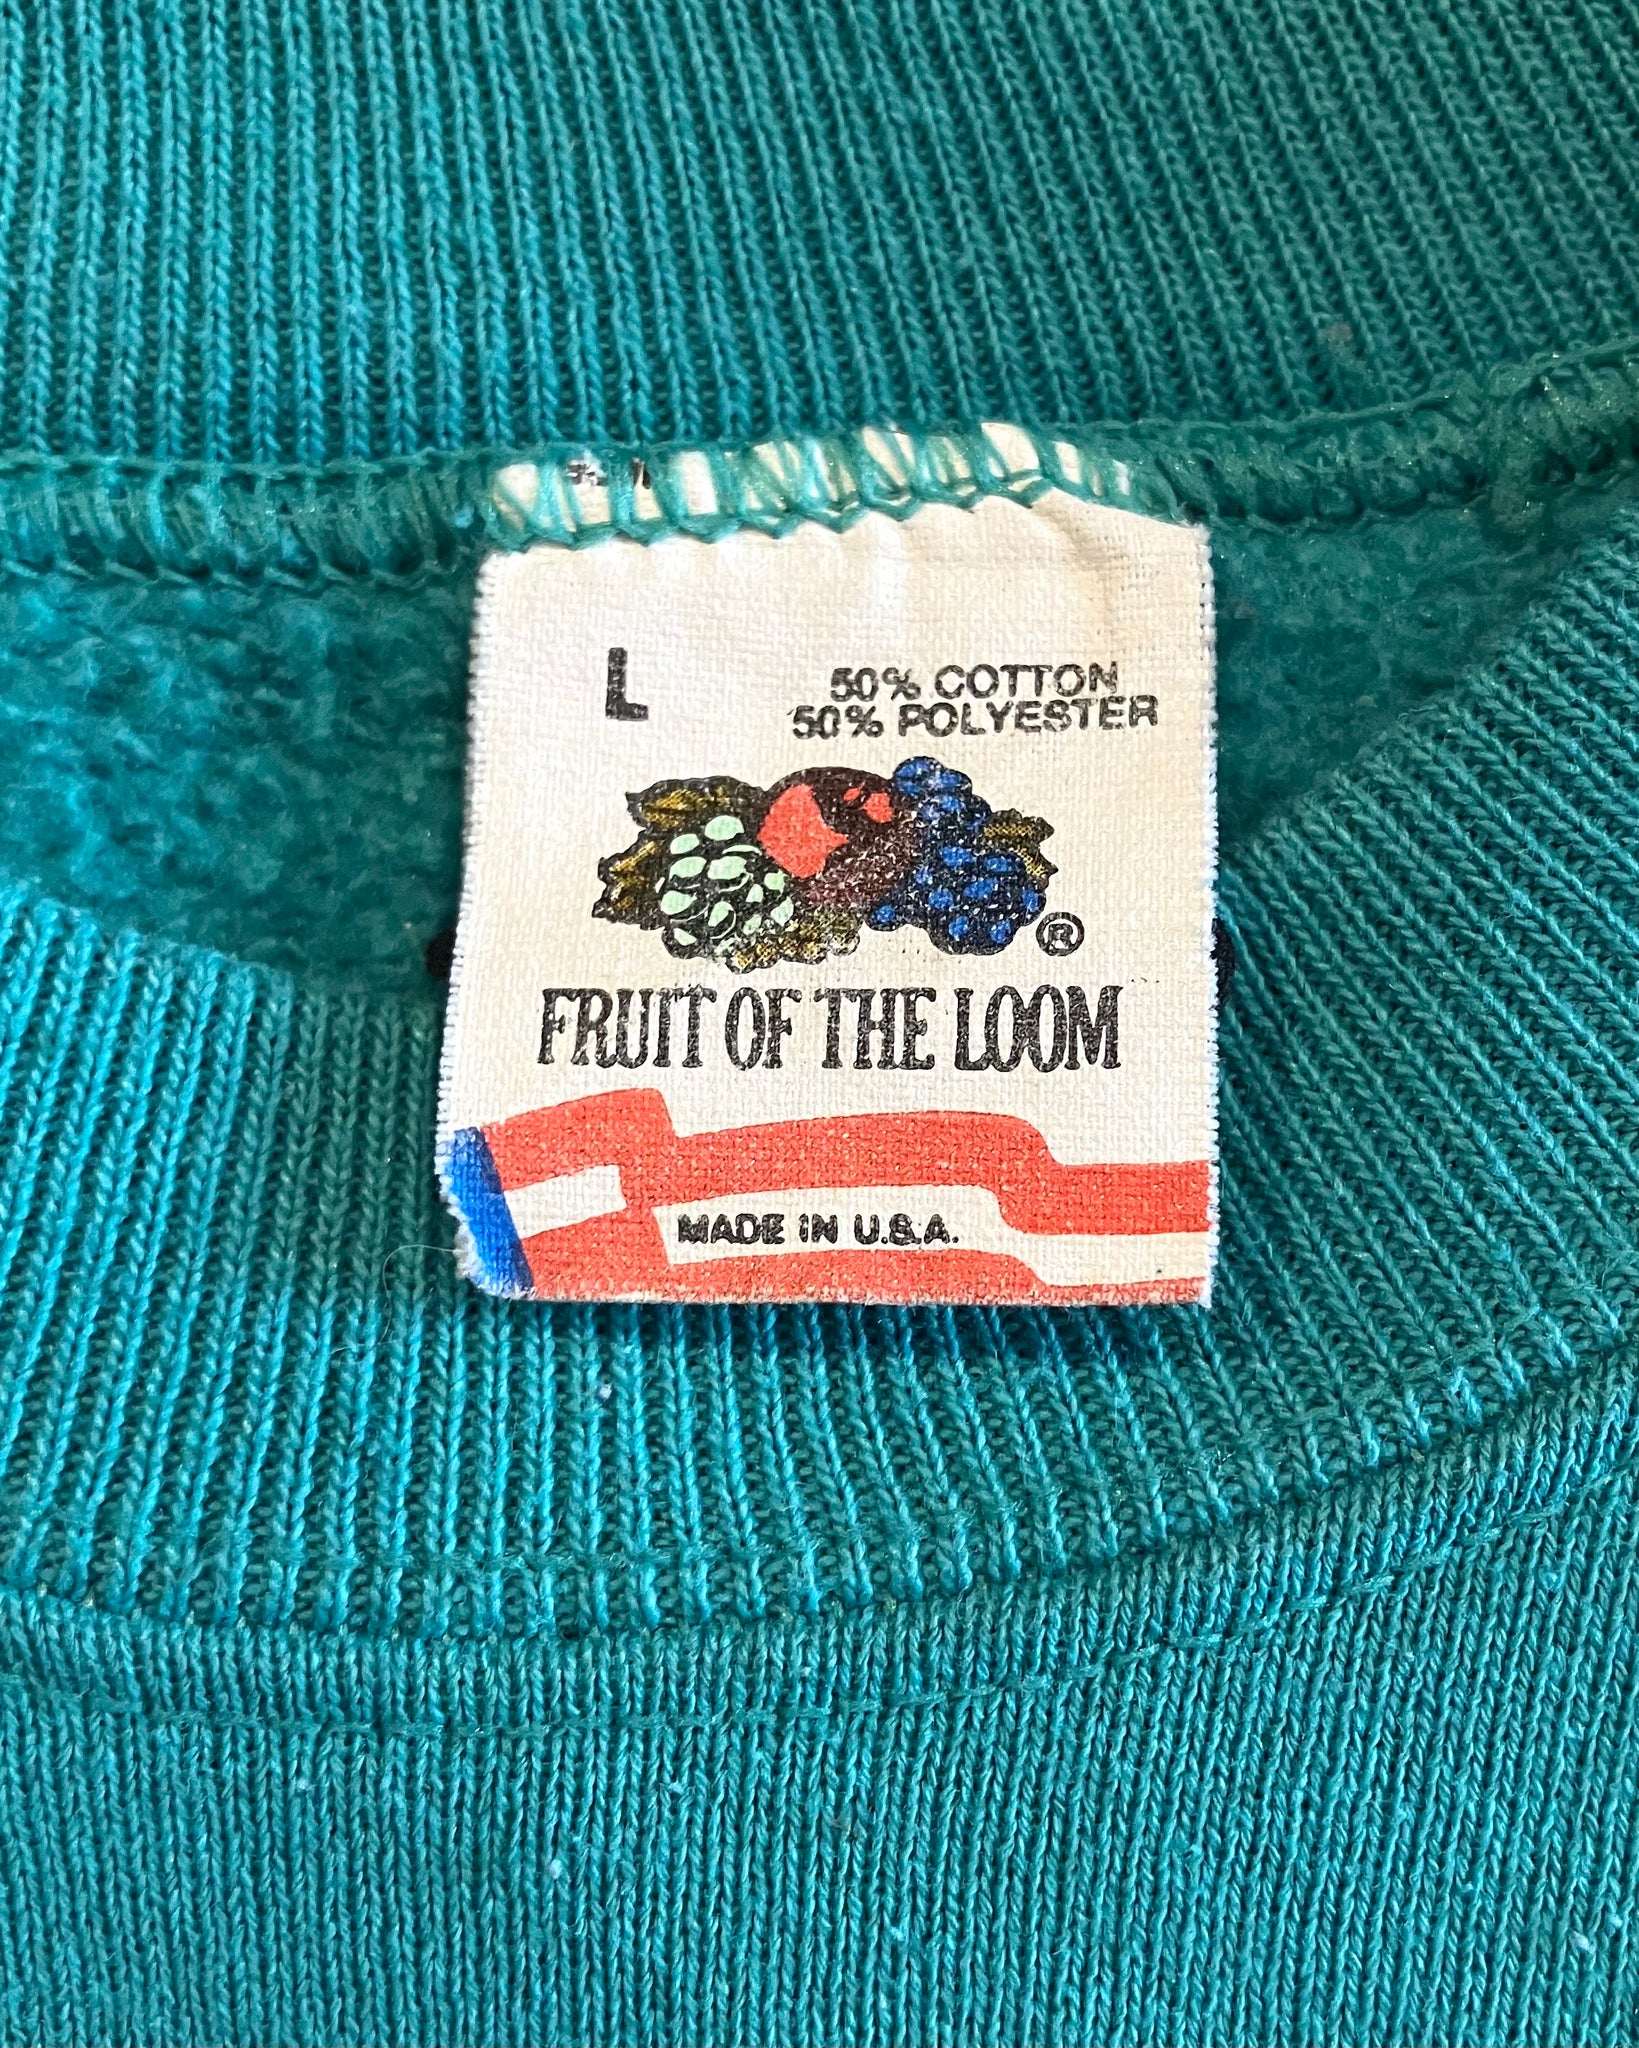 L
50% COTTON
50% POLYESTER
®
FRUIT OF THE LOOM
MADE IN U.S.A.